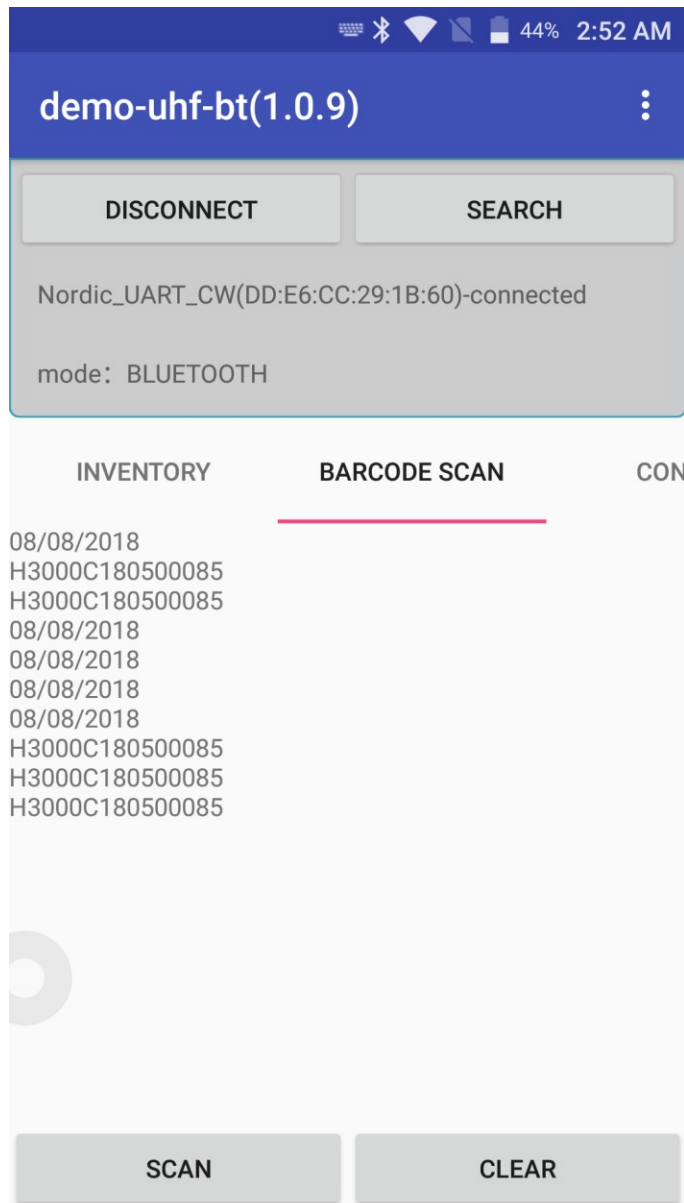 44% 2:52 AM
demo-uhf-bt(1.0.9)
DISCONNECT SEARCH
Nordic_UART_CW(DD:E6:CC:29:1B:60)-connected
mode：BLUETOOTH
INVENTORY BARCODE SCAN CON
08/08/2018
H3000C180500085
H3000C180500085
08/08/2018
08/08/2018
08/08/2018
08/08/2018
H3000C180500085
H3000C180500085
H3000C180500085
SCAN CLEAR